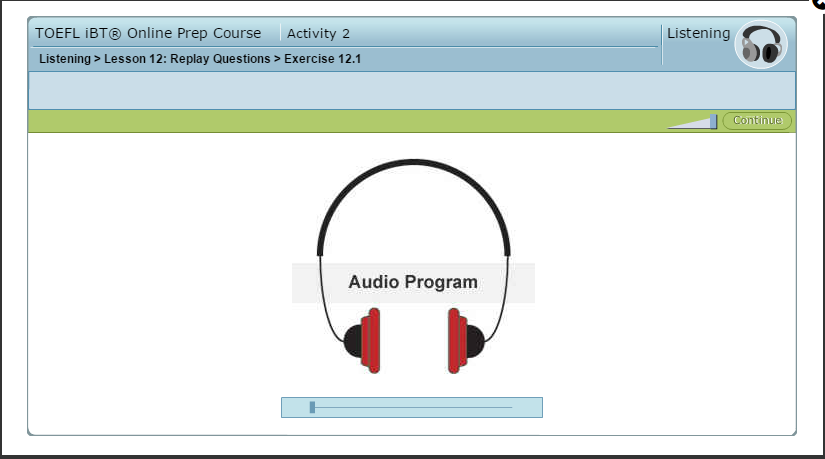 TOEFL iBT® Online Prep Course Activity 2 Listening
Listening > Lesson 12: Replay Questions > Exercise 12.1
Continue
Audio Program